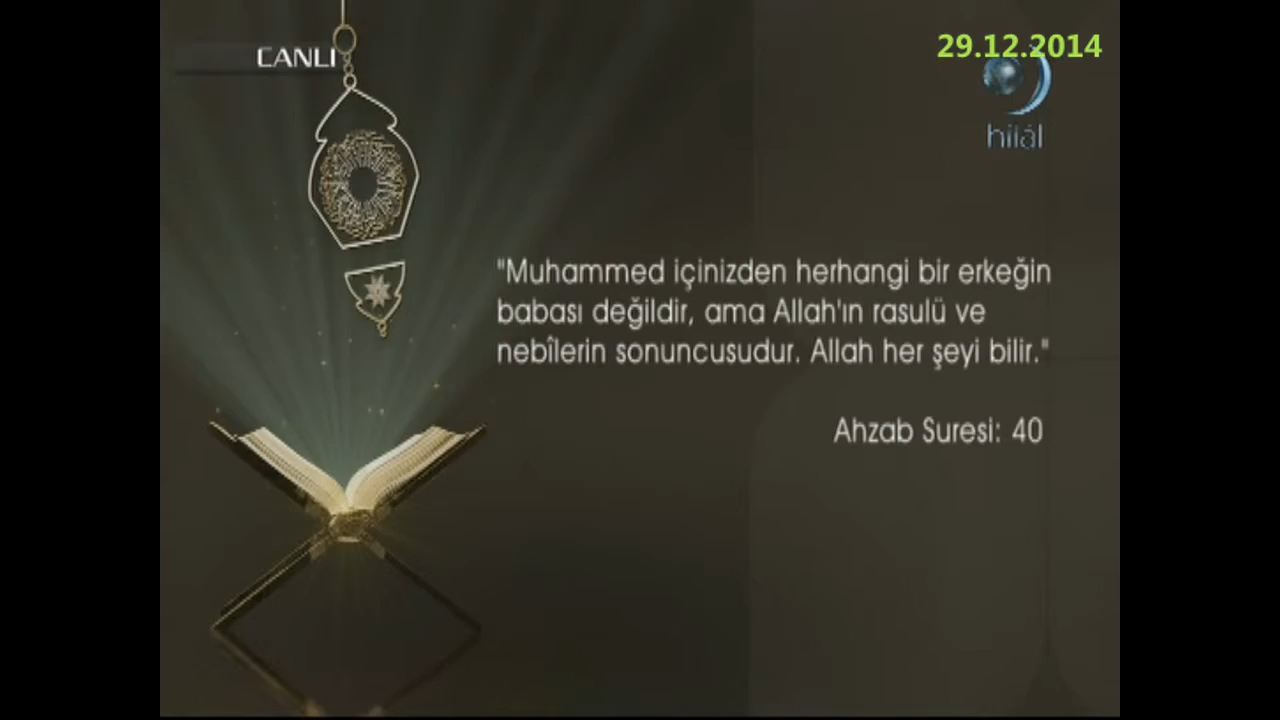 CANLI
29.12.2014
hilâl
"Muhammed içinizden herhangi bir erkeğin
babası değildir, ama Allah'ın rasulü ve
nebîlerin sonuncusudur. Allah her şeyi bilir."
Ahzab Suresi: 40